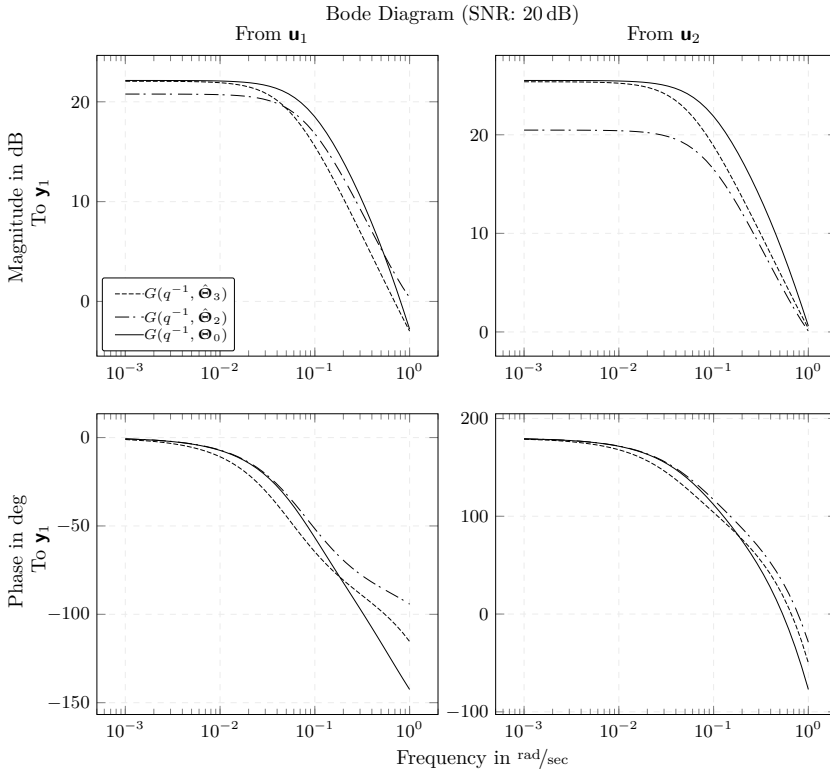 Bode Diagram (SNR: 20 dB)
From u₁
From u₂
Magnitude in dB
To y₁
20
10
0
20
10
0
G(q⁻¹, Θ̂₃)
G(q⁻¹, Θ̂₂)
G(q⁻¹, Θ₀)
10⁻³ 10⁻² 10⁻¹ 10⁰
10⁻³ 10⁻² 10⁻¹ 10⁰
Phase in deg
To y₁
0
−50
−100
−150
200
100
0
−100
10⁻³ 10⁻² 10⁻¹ 10⁰
10⁻³ 10⁻² 10⁻¹ 10⁰
Frequency in rad/sec